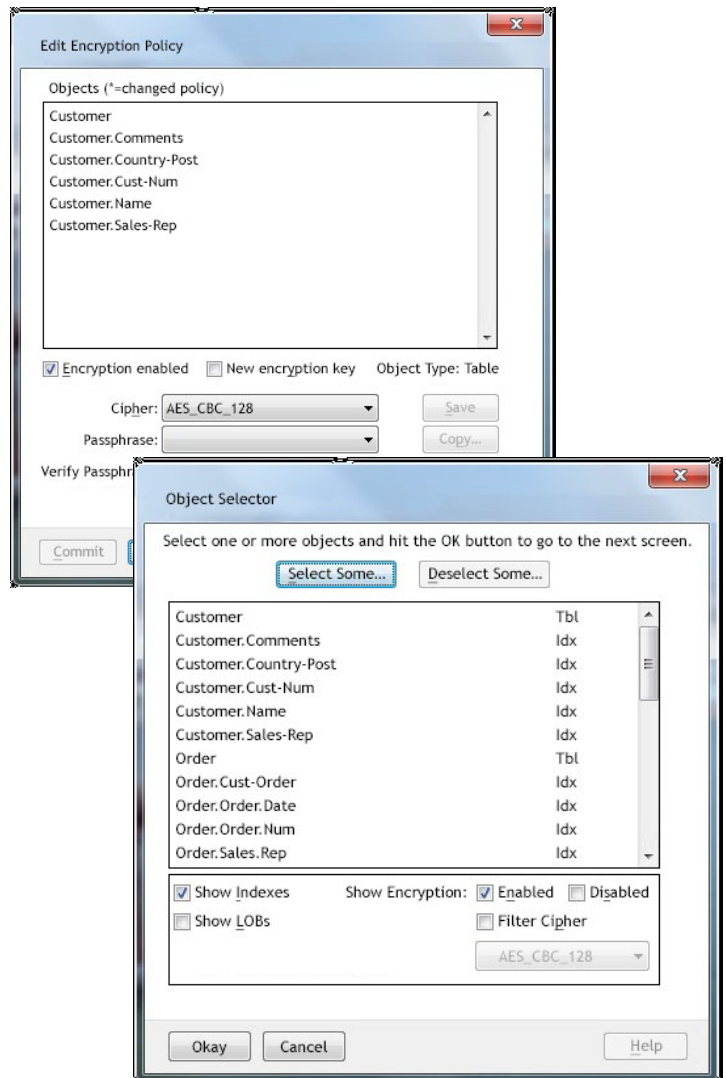 Edit Encryption Policy
Objects (*=changed policy)
Customer
Customer.Comments
Customer.Country-Post
Customer.Cust-Num
Customer.Name
Customer.Sales-Rep
Encryption enabled New encryption key Object Type: Table
Cipher: AES_CBC_128 Save
Passphrase: Copy...
Verify
Commit
Object Selector
Select one or more objects and hit the OK button to go to the next screen.
Select Some... Deselect Some...
Customer Tbl
Customer.Comments Idx
Customer.Country-Post Idx
Customer.Cust-Num Idx
Customer.Name Idx
Customer.Sales-Rep Idx
Order Tbl
Order.Cust-Order Idx
Order.Order.Date Idx
Order.Order.Num Idx
Order.Sales.Rep Idx
Show Indexes Show Encryption: Enabled Disabled
Show LOBs Filter Cipher
AES_CBC_128
Okay Cancel Help